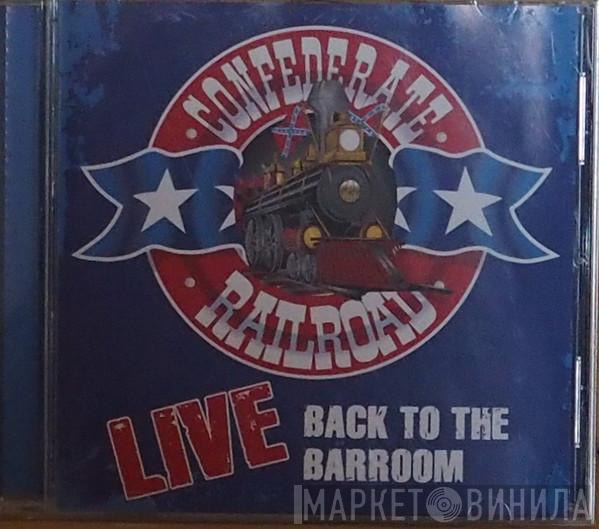 CONFEDERATE
RAILROAD
LIVE
BACK TO THE
BARROOM
МАРКЕТ ВИНИЛА